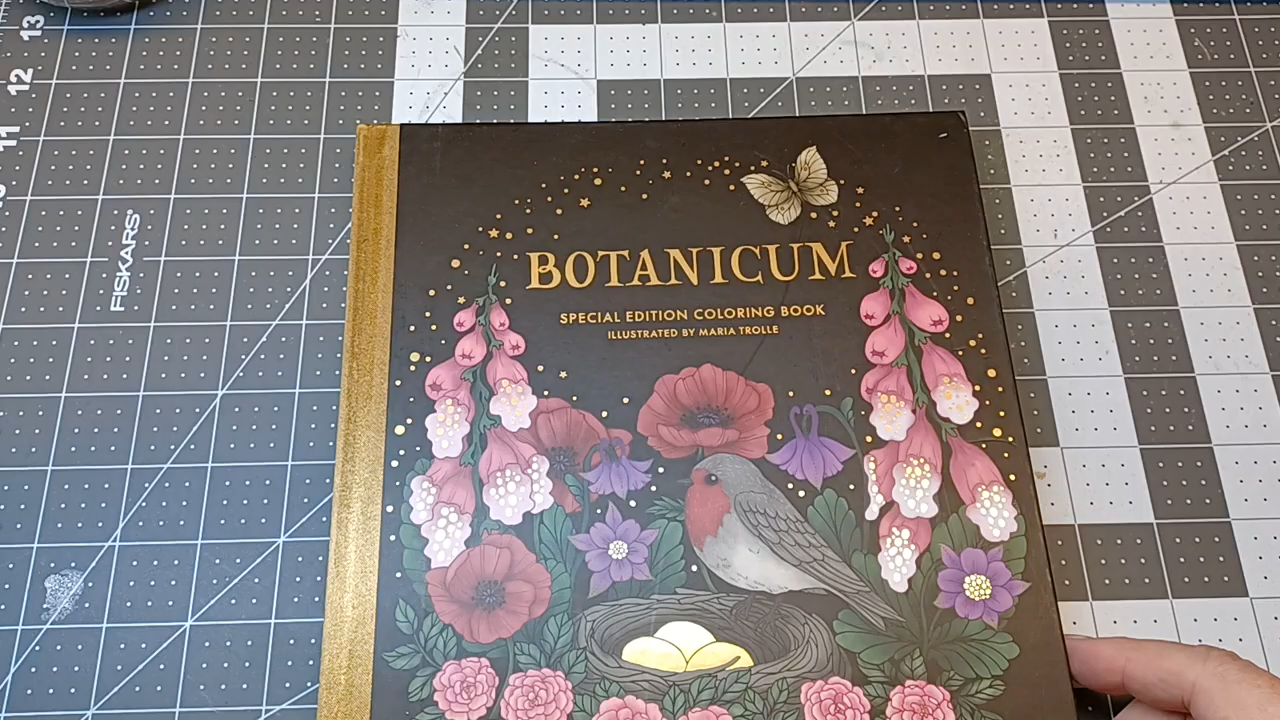 13
12
11
FISKARS®
BOTANICUM
SPECIAL EDITION COLORING BOOK
ILLUSTRATED BY MARIA TROLLE